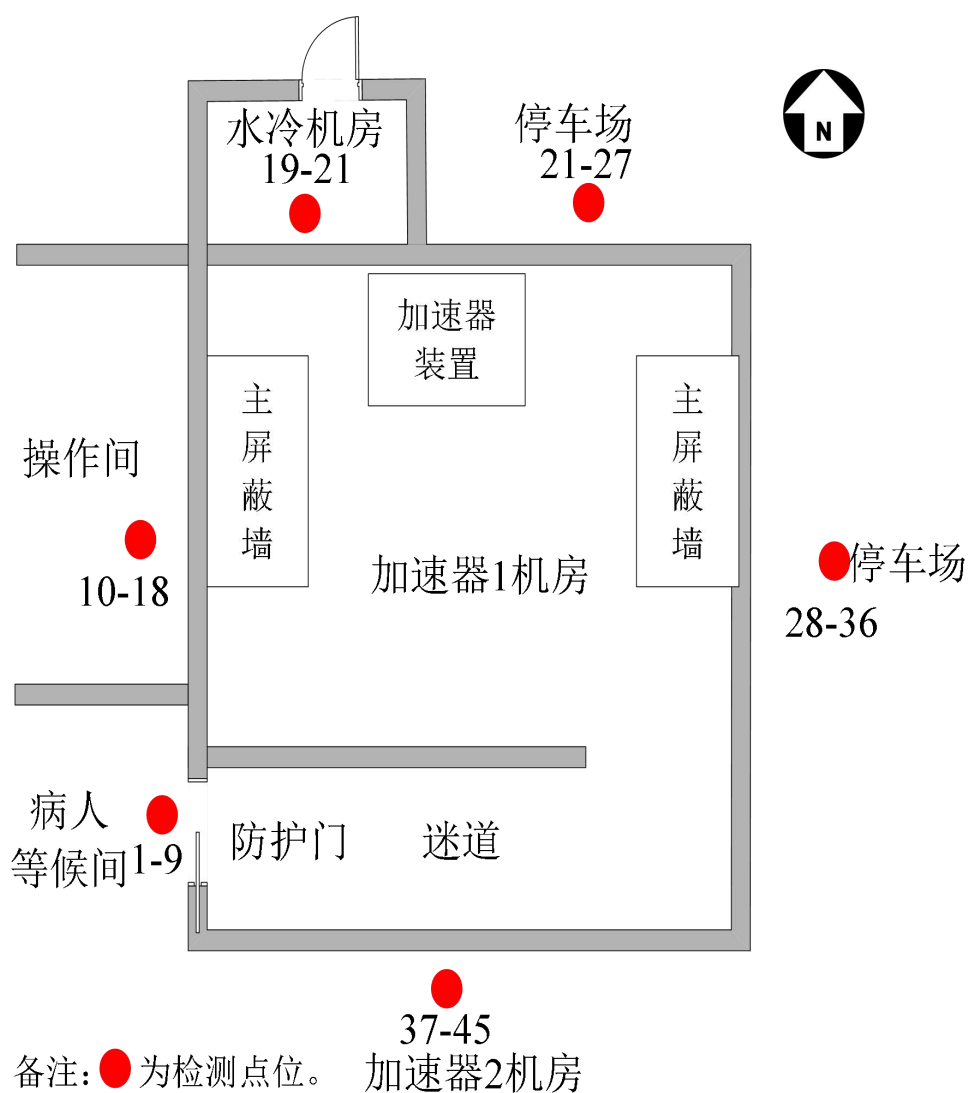 水冷机房
19-21
停车场
21-27
N
加速器
装置
主
屏
蔽
墙
主
屏
蔽
墙
操作间
10-18
加速器1机房
停车场
28-36
病人
等候间1-9
防护门
迷道
37-45
加速器2机房
备注:为检测点位。